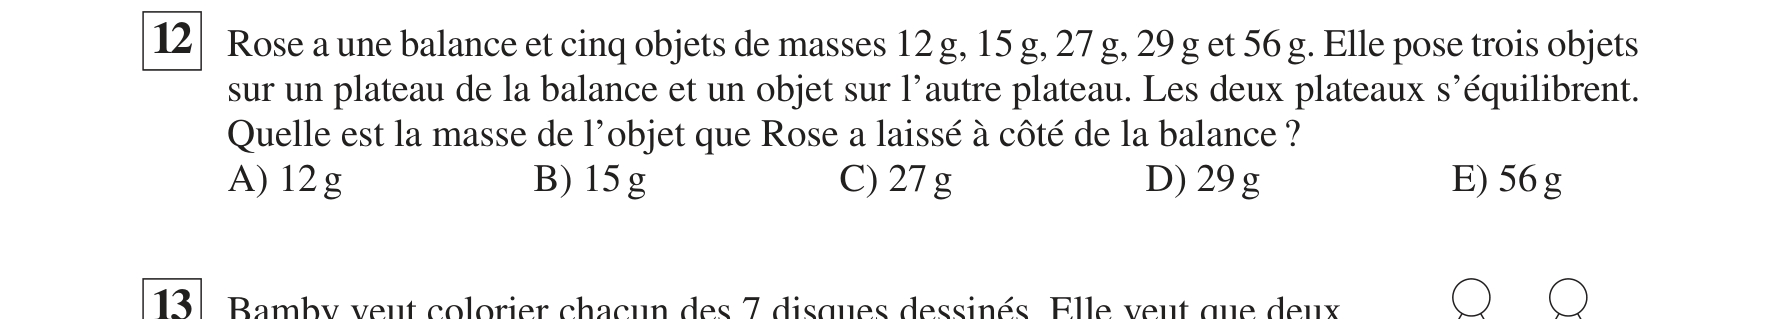 12 Rose a une balance et cinq objets de masses 12 g, 15 g, 27 g, 29 g et 56 g. Elle pose trois objets
sur un plateau de la balance et un objet sur l’autre plateau. Les deux plateaux s’équilibrent.
Quelle est la masse de l’objet que Rose a laissé à côté de la balance ?
A) 12 g B) 15 g C) 27 g D) 29 g E) 56 g
13 Bamby veut colorier chacun des 7 disques dessinés. Elle veut que deux